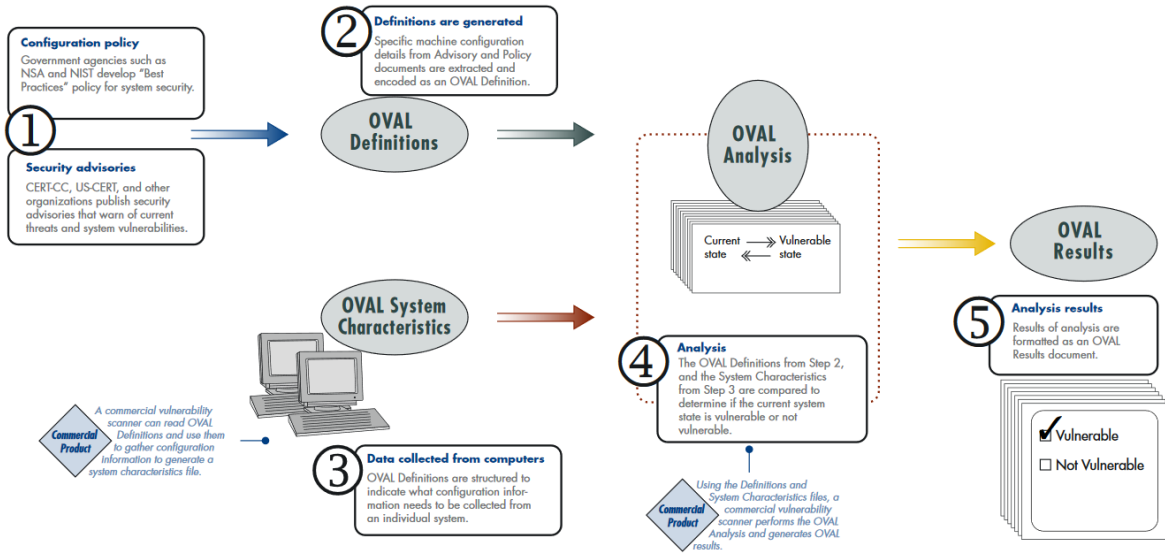 Configuration policy
Government agencies such as
NSA and NIST develop “Best
Practices” policy for system security.
1
Security advisories
CERT-CC, US-CERT, and other
organizations publish security
advisories that warn of current
threats and system vulnerabilities.
2
Definitions are generated
Specific machine configuration
details from Advisory and Policy
documents are extracted and
encoded as an OVAL Definition.
OVAL
Definitions
OVAL System
Characteristics
A commercial vulnerability
scanner can read OVAL
Definitions and use them
to gather configuration
information to generate a
system characteristics file.
Commercial
Product
3
Data collected from computers
OVAL Definitions are structured to
indicate what configuration infor-
mation needs to be collected from
an individual system.
OVAL
Analysis
Current
state
Vulnerable
state
4
Analysis
The OVAL Definitions from Step 2,
and the System Characteristics
from Step 3 are compared to
determine if the current system
state is vulnerable or not
vulnerable.
Commercial
Product
Using the Definitions and
System Characteristics files, a
commercial vulnerability
scanner performs the OVAL
Analysis and generates OVAL
results.
OVAL
Results
5
Analysis results
Results of analysis are
formatted as an OVAL
Results document.
Vulnerable
Not Vulnerable